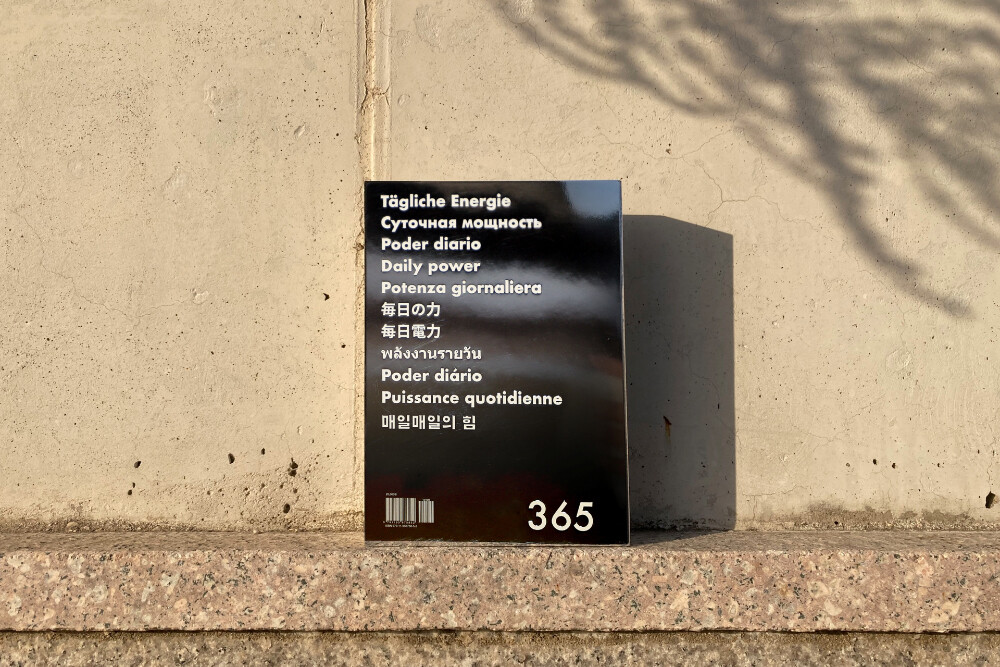 Tägliche Energie
Суточная мощность
Poder diario
Daily power
Potenza giornaliera
毎日の力
毎日電力
พลังงานรายวัน
Poder diário
Puissance quotidienne
매일매일의 힘
365